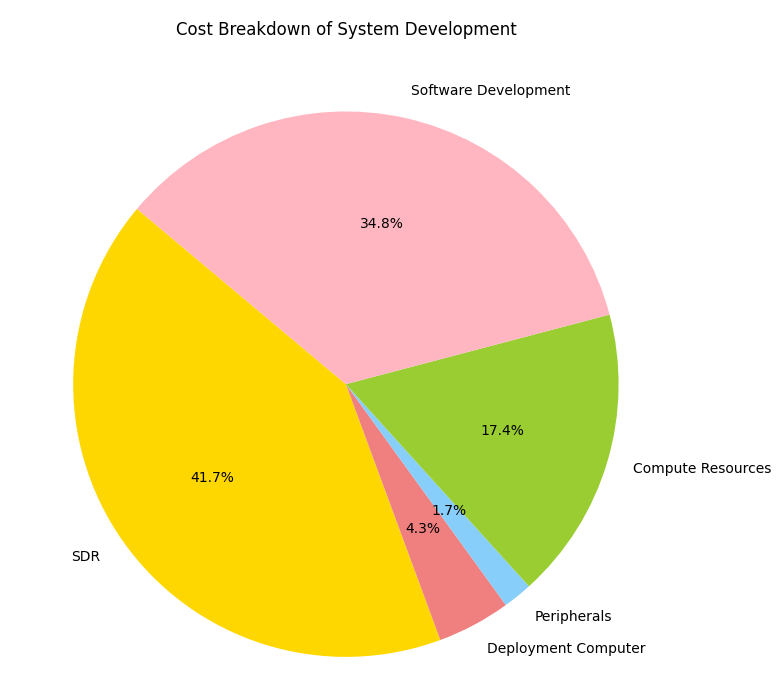 Cost Breakdown of System Development
Software Development
34.8%
17.4%
Compute Resources
41.7%
1.7%
4.3%
SDR
Peripherals
Deployment Computer